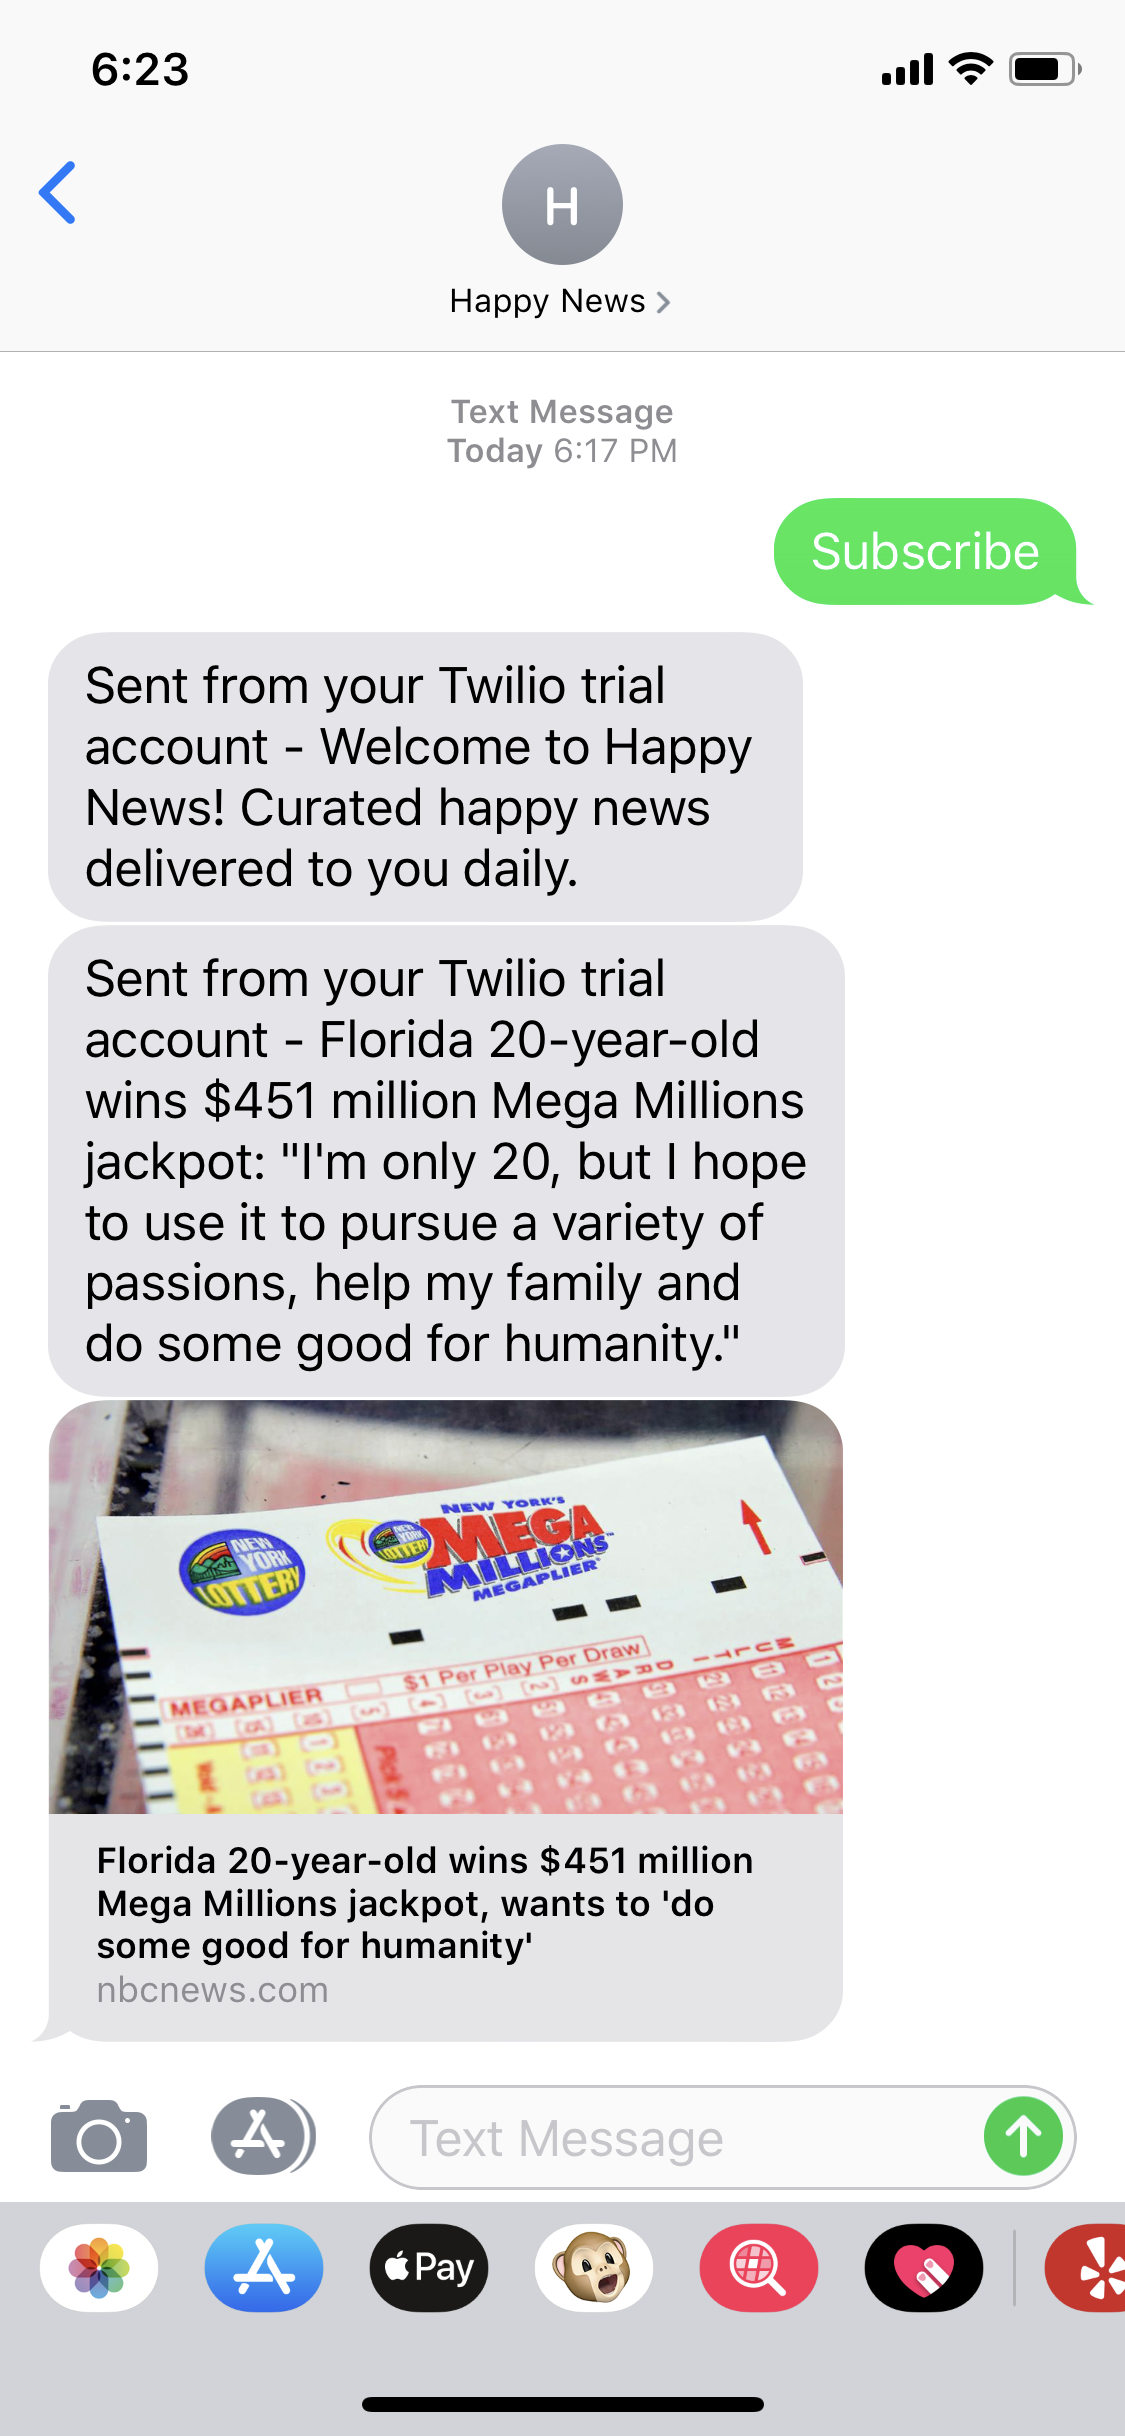 6:23
H
Happy News
Text Message
Today 6:17 PM
Subscribe
Sent from your Twilio trial
account - Welcome to Happy
News! Curated happy news
delivered to you daily.
Sent from your Twilio trial
account - Florida 20-year-old
wins $451 million Mega Millions
jackpot: "I'm only 20, but I hope
to use it to pursue a variety of
passions, help my family and
do some good for humanity."
NEW YORK LOTTERY
NEW YORK LOTTERY
NEW YORK'S
MEGA
MILLIONS
MEGAPLIER
$1 Per Play Per Draw
MEGAPLIER
Florida 20-year-old wins $451 million
Mega Millions jackpot, wants to 'do
some good for humanity'
nbcnews.com
Text Message
Pay